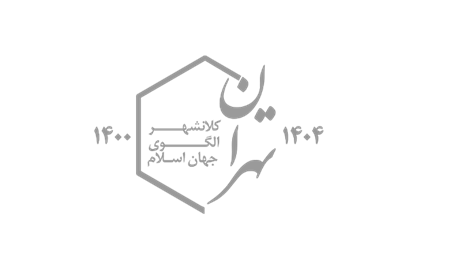 تهران
کلانشهر
الگوی
جهان اسلام
۱۴۰۰
۱۴۰۴